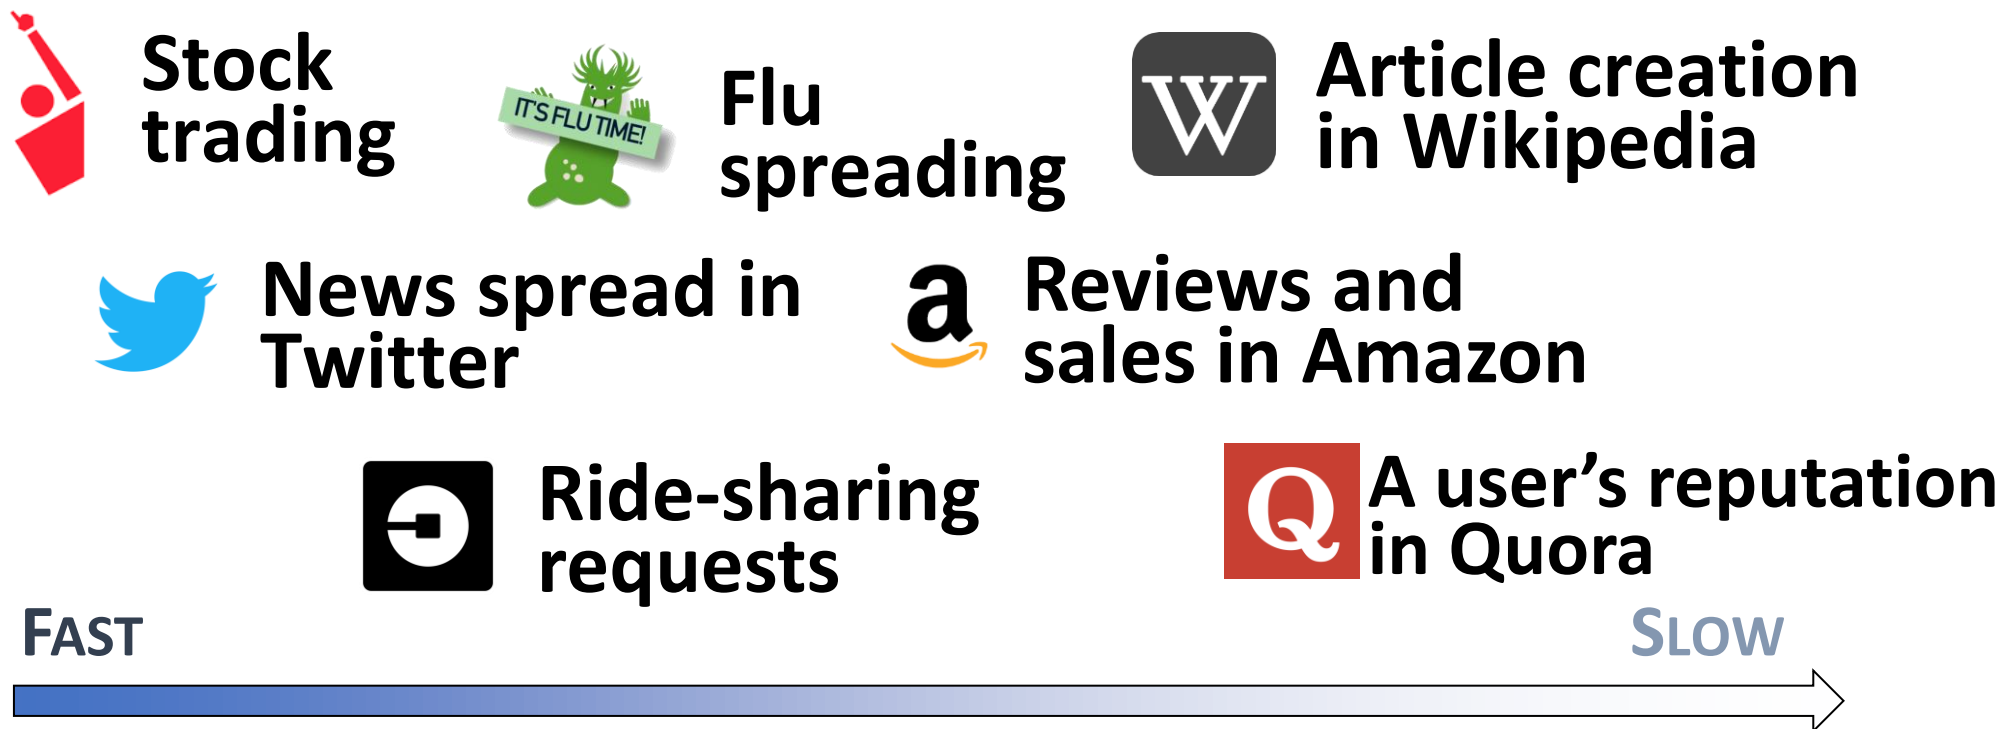 Stock
trading
IT'S FLU TIME!
Flu
spreading
W
Article creation
in Wikipedia
News spread in
Twitter
a
Reviews and
sales in Amazon
Ride-sharing
requests
Q
A user’s reputation
in Quora
FAST
SLOW